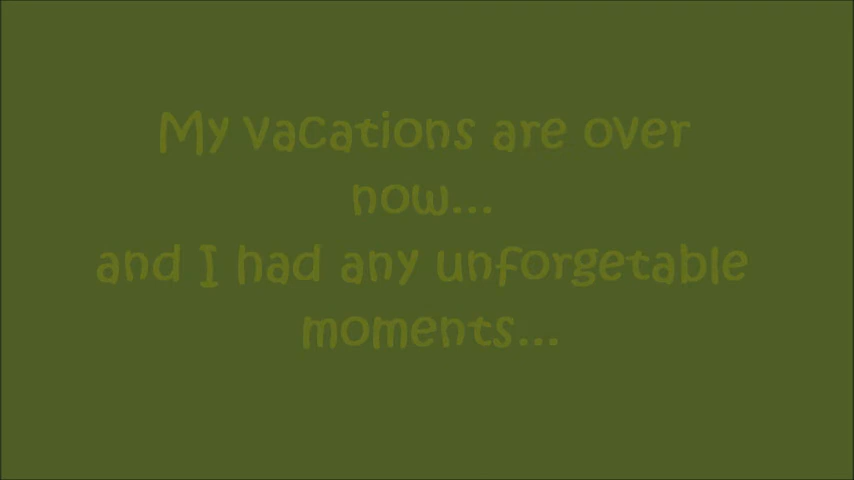 My vacations are over
now...
and I had any unforgetable
moments...